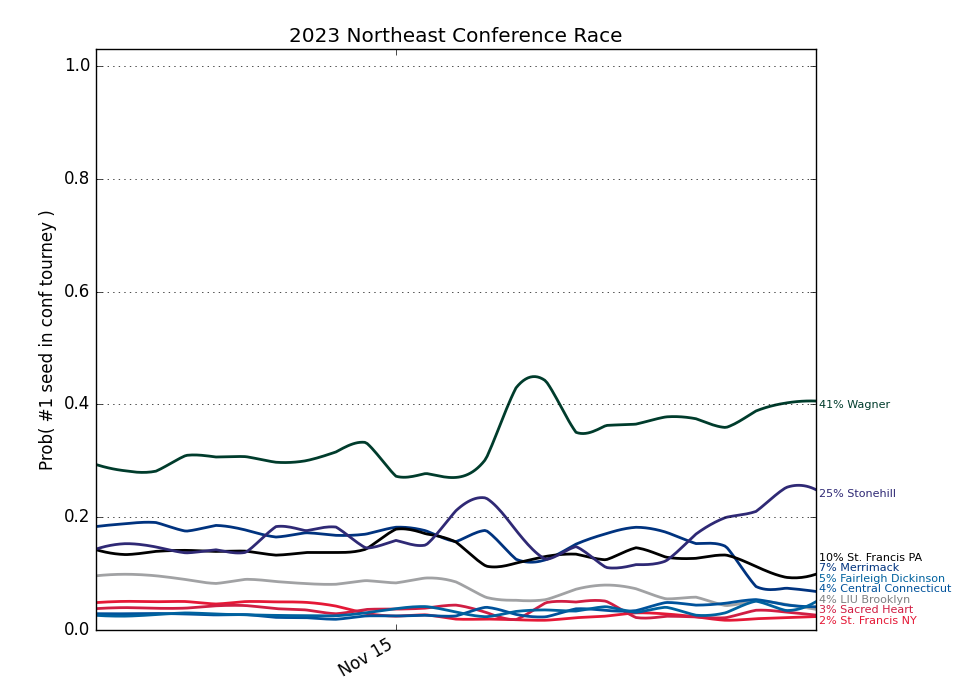 2023 Northeast Conference Race
Prob( #1 seed in conf tourney )
1.0
0.8
0.6
0.4
0.2
0.0
Nov 15
41% Wagner
25% Stonehill
10% St. Francis PA
7% Merrimack
5% Fairleigh Dickinson
4% Central Connecticut
4% LIU Brooklyn
3% Sacred Heart
2% St. Francis NY